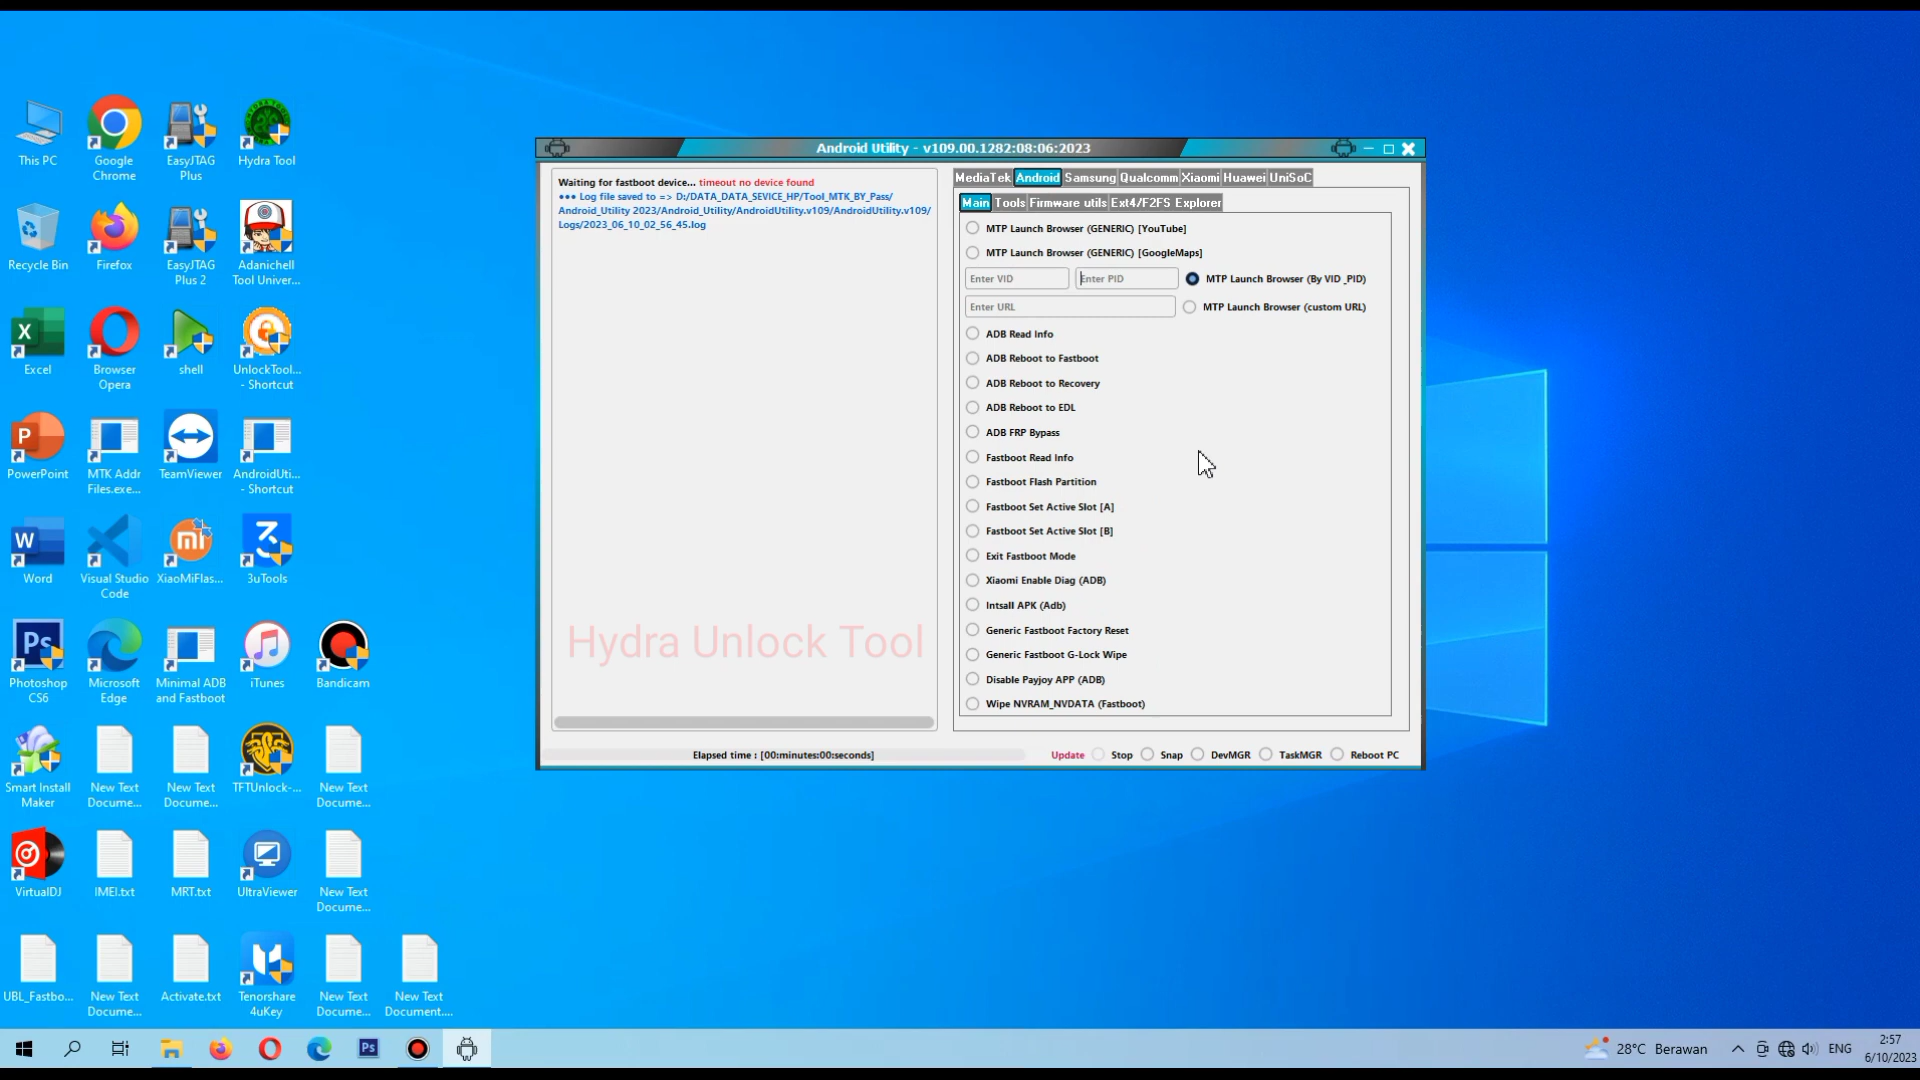 This PC
Google
Chrome
EasyJTAG
Plus
Hydra Tool
Recycle Bin
Firefox
EasyJTAG
Plus 2
Adanichell
Tool Univer...
Excel
Browser
Opera
shell
UnlockTool...
- Shortcut
PowerPoint
MTK Addr
Files.exe...
TeamViewer
AndroidUti...
- Shortcut
Word
Visual Studio
Code
XiaoMiFlas...
3uTools
Photoshop
CS6
Microsoft
Edge
Minimal ADB
and Fastboot
iTunes
Bandicam
Smart Install
Maker
New Text
Docume...
New Text
Docume...
TFTUnlock-...
New Text
Docume...
VirtualDJ
IMEI.txt
MRT.txt
UltraViewer
New Text
Docume...
UBL_Fastbo...
New Text
Docume...
Activate.txt
Tenorshare
4uKey
New Text
Docume...
New Text
Document....
Android Utility - v109.00.1282:08:06:2023
Waiting for fastboot device... timeout no device found
••• Log file saved to => D:/DATA_DATA_SEVICE_HP/Tool_MTK_BY_Pass/
Android_Utility 2023/Android_Utility/AndroidUtility.v109/AndroidUtility.v109/
Logs/2023_06_10_02_56_45.log
Hydra Unlock Tool
MediaTek Android Samsung Qualcomm Xiaomi Huawei UniSoC
Main Tools Firmware utils Ext4/F2FS Explorer
MTP Launch Browser (GENERIC) [YouTube]
MTP Launch Browser (GENERIC) [GoogleMaps]
Enter VID Enter PID MTP Launch Browser (By VID _PID)
Enter URL MTP Launch Browser (custom URL)
ADB Read Info
ADB Reboot to Fastboot
ADB Reboot to Recovery
ADB Reboot to EDL
ADB FRP Bypass
Fastboot Read Info
Fastboot Flash Partition
Fastboot Set Active Slot [A]
Fastboot Set Active Slot [B]
Exit Fastboot Mode
Xiaomi Enable Diag (ADB)
Intsall APK (Adb)
Generic Fastboot Factory Reset
Generic Fastboot G-Lock Wipe
Disable Payjoy APP (ADB)
Wipe NVRAM_NVDATA (Fastboot)
Elapsed time : [00:minutes:00:seconds]
Update Stop Snap DevMGR TaskMGR Reboot PC
28°C Berawan
ENG
2:57
6/10/2023